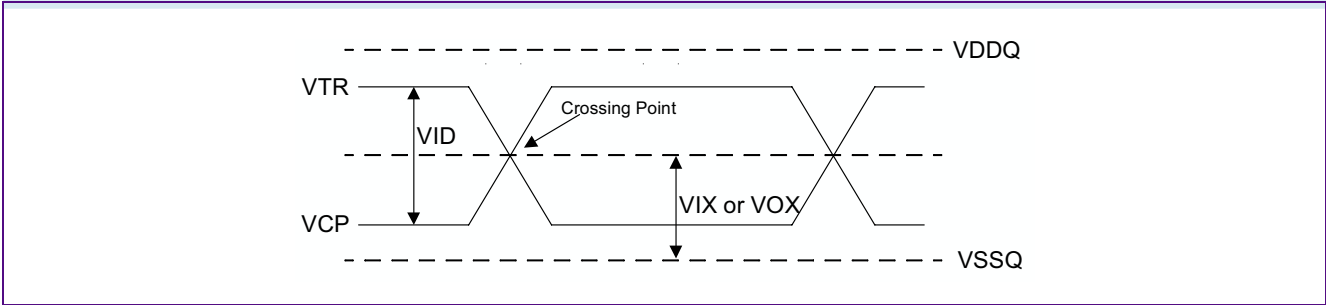 VDDQ
VTR
Crossing Point
VID
VIX or VOX
VCP
VSSQ